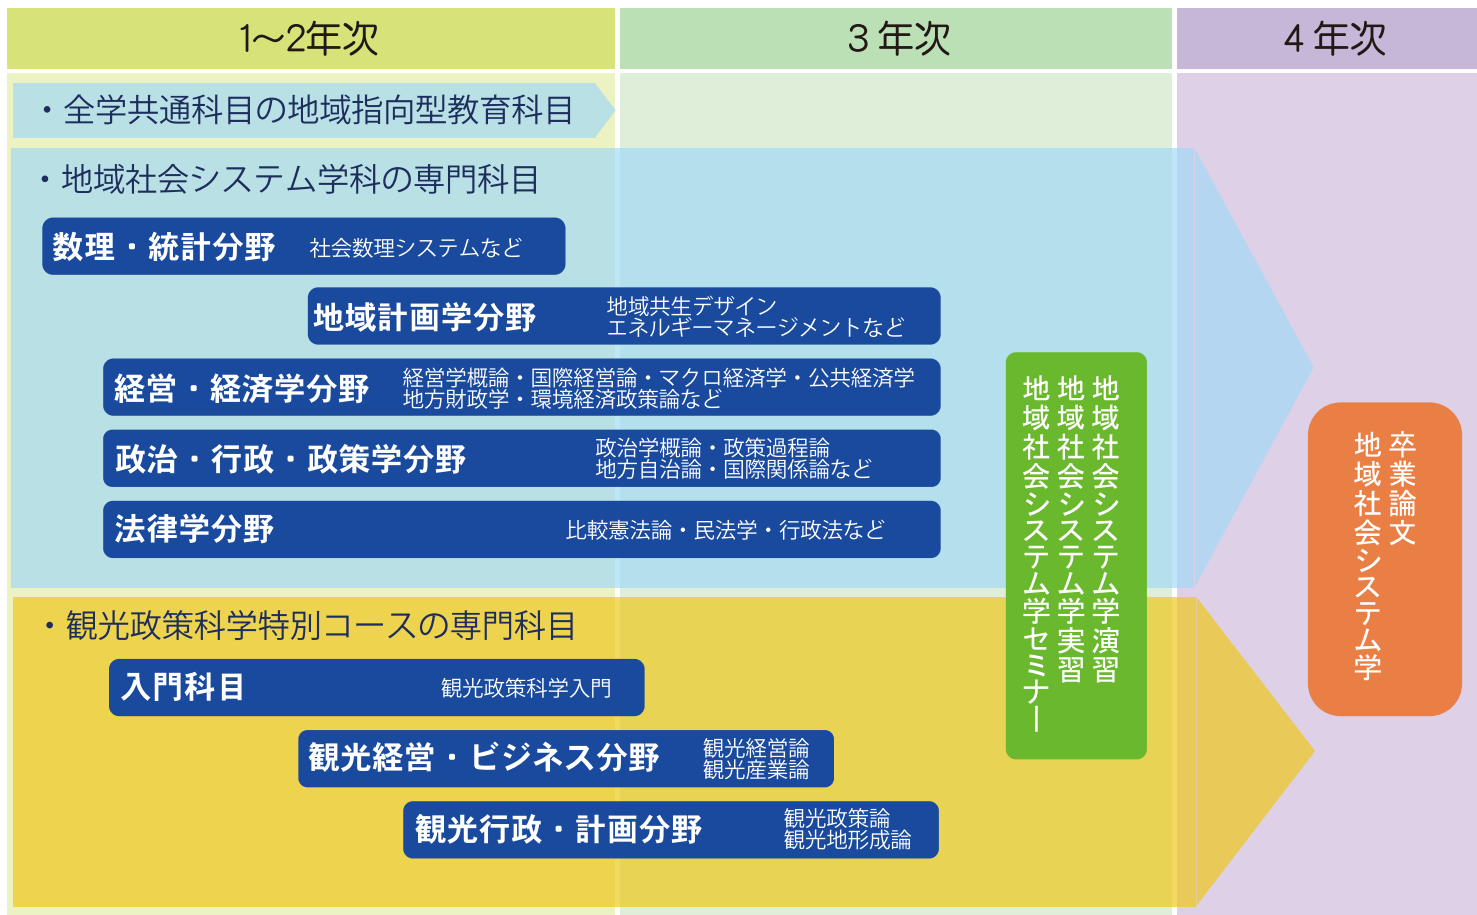 1〜2年次
3 年次
4 年次
・全学共通科目の地域指向型教育科目
・地域社会システム学科の専門科目
数理・統計分野
社会数理システムなど
地域計画学分野
地域共生デザイン
エネルギーマネージメントなど
経営・経済学分野
経営学概論・国際経営論・マクロ経済学・公共経済学
地方財政学・環境経済政策論など
政治・行政・政策学分野
政治学概論・政策過程論
地方自治論・国際関係論など
法律学分野
比較憲法論・民法学・行政法など
地域社会システム学演習
地域社会システム学実習
地域社会システム学セミナー
卒業論文
地域社会システム学
・観光政策科学特別コースの専門科目
入門科目
観光政策科学入門
観光経営・ビジネス分野
観光経営論
観光産業論
観光行政・計画分野
観光政策論
観光地形成論